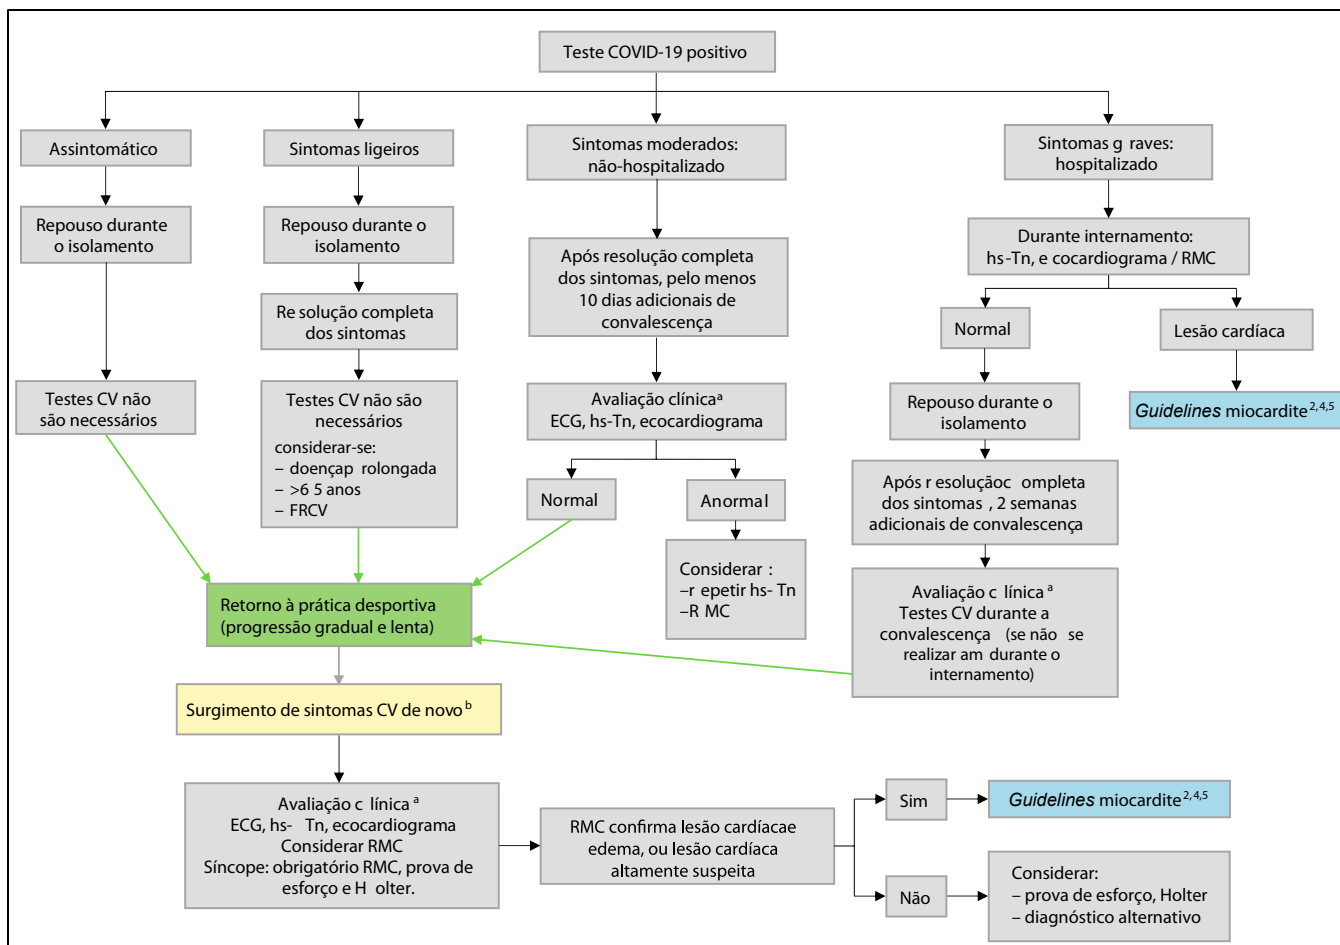 Teste COVID-19 positivo
Assintomático
Repouso durante
o isolamento
Testes CV não
são necessários
Sintomas ligeiros
Repouso durante o
isolamento
Re solução completa
dos sintomas
Testes CV não são
necessários
considerar-se:
– doençap rolongada
– >6 5 anos
– FRCV
Sintomas moderados:
não-hospitalizado
Após resolução completa
dos sintomas, pelo menos
10 dias adicionais de
convalescença
Avaliação clínicaᵃ
ECG, hs-Tn, ecocardiograma
Normal
Anormal
Considerar :
–r epetir hs- Tn
–R MC
Sintomas g raves:
hospitalizado
Durante internamento:
hs-Tn, e cocardiograma / RMC
Normal
Lesão cardíaca
Repouso durante o
isolamento
Guidelines miocardite²,⁴,⁵
Após r esoluçãoc ompleta
dos sintomas , 2 semanas
adicionais de convalescença
Avaliação c línica ᵃ
Testes CV durante a
convalescença (se não se
realizar am durante o
internamento)
Retorno à prática desportiva
(progressão gradual e lenta)
Surgimento de sintomas CV de novo ᵇ
Avaliação c línica ᵃ
ECG, hs- Tn, ecocardiograma
Considerar RMC
Síncope: obrigatório RMC, prova de
esforço e H olter.
RMC confirma lesão cardíacae
edema, ou lesão cardíaca
altamente suspeita
Sim
Guidelines miocardite²,⁴,⁵
Não
Considerar:
– prova de esforço, Holter
– diagnóstico alternativo